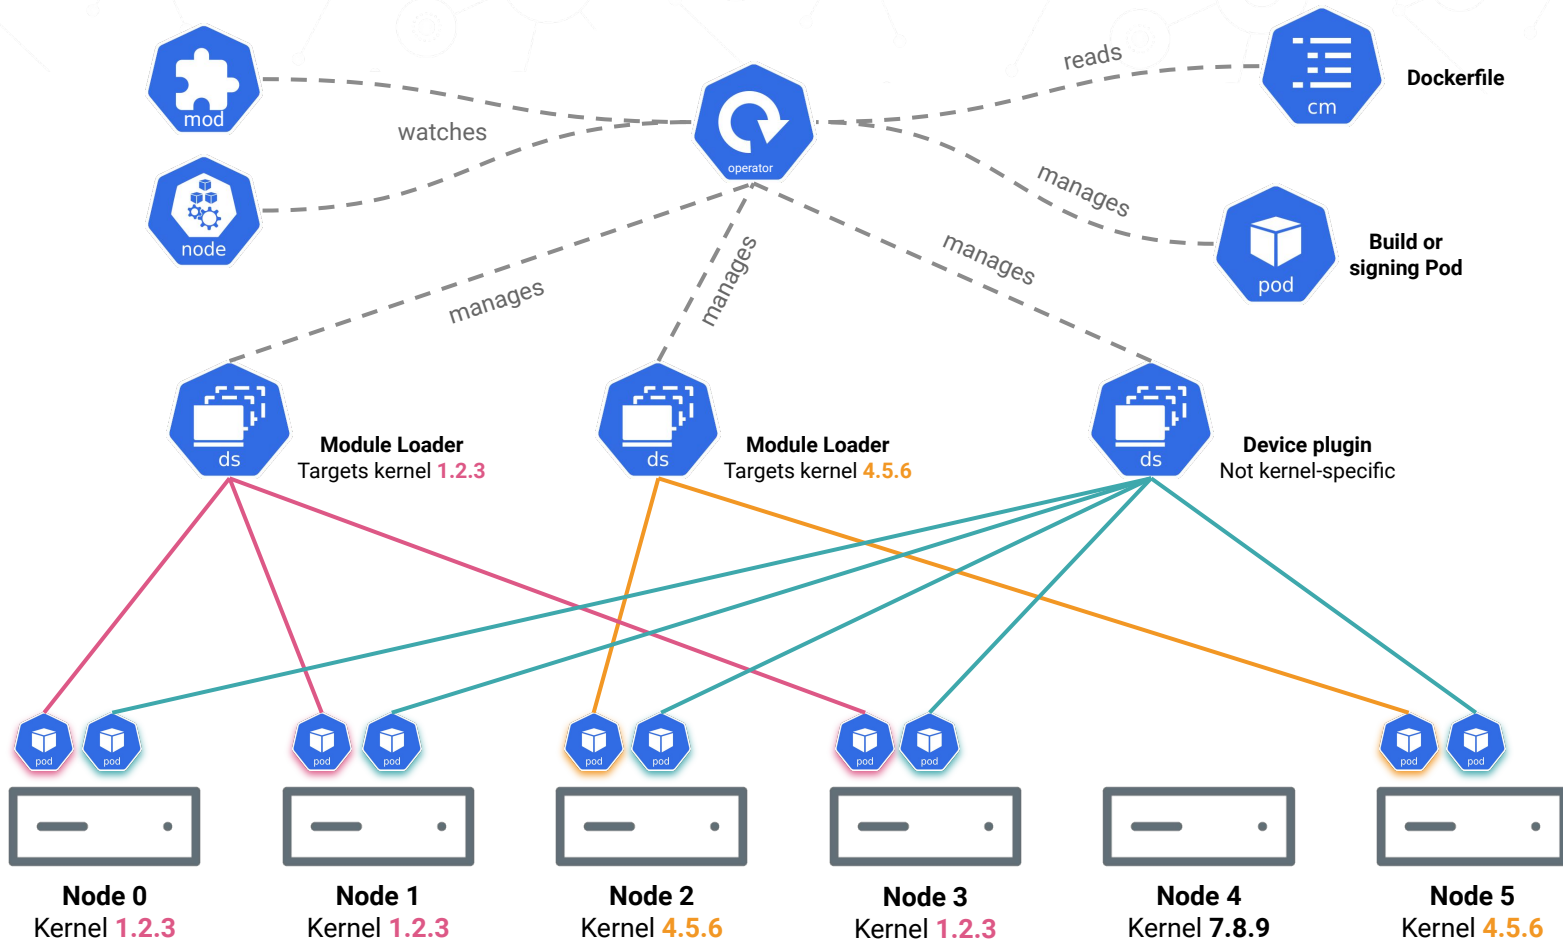 mod
watches
node
operator
reads
cm
Dockerfile
manages
pod
Build or
signing Pod
manages
manages
manages
ds
Module Loader
Targets kernel 1.2.3
ds
Module Loader
Targets kernel 4.5.6
ds
Device plugin
Not kernel-specific
pod
pod
pod
pod
pod
pod
pod
pod
pod
pod
Node 0
Kernel 1.2.3
Node 1
Kernel 1.2.3
Node 2
Kernel 4.5.6
Node 3
Kernel 1.2.3
Node 4
Kernel 7.8.9
Node 5
Kernel 4.5.6